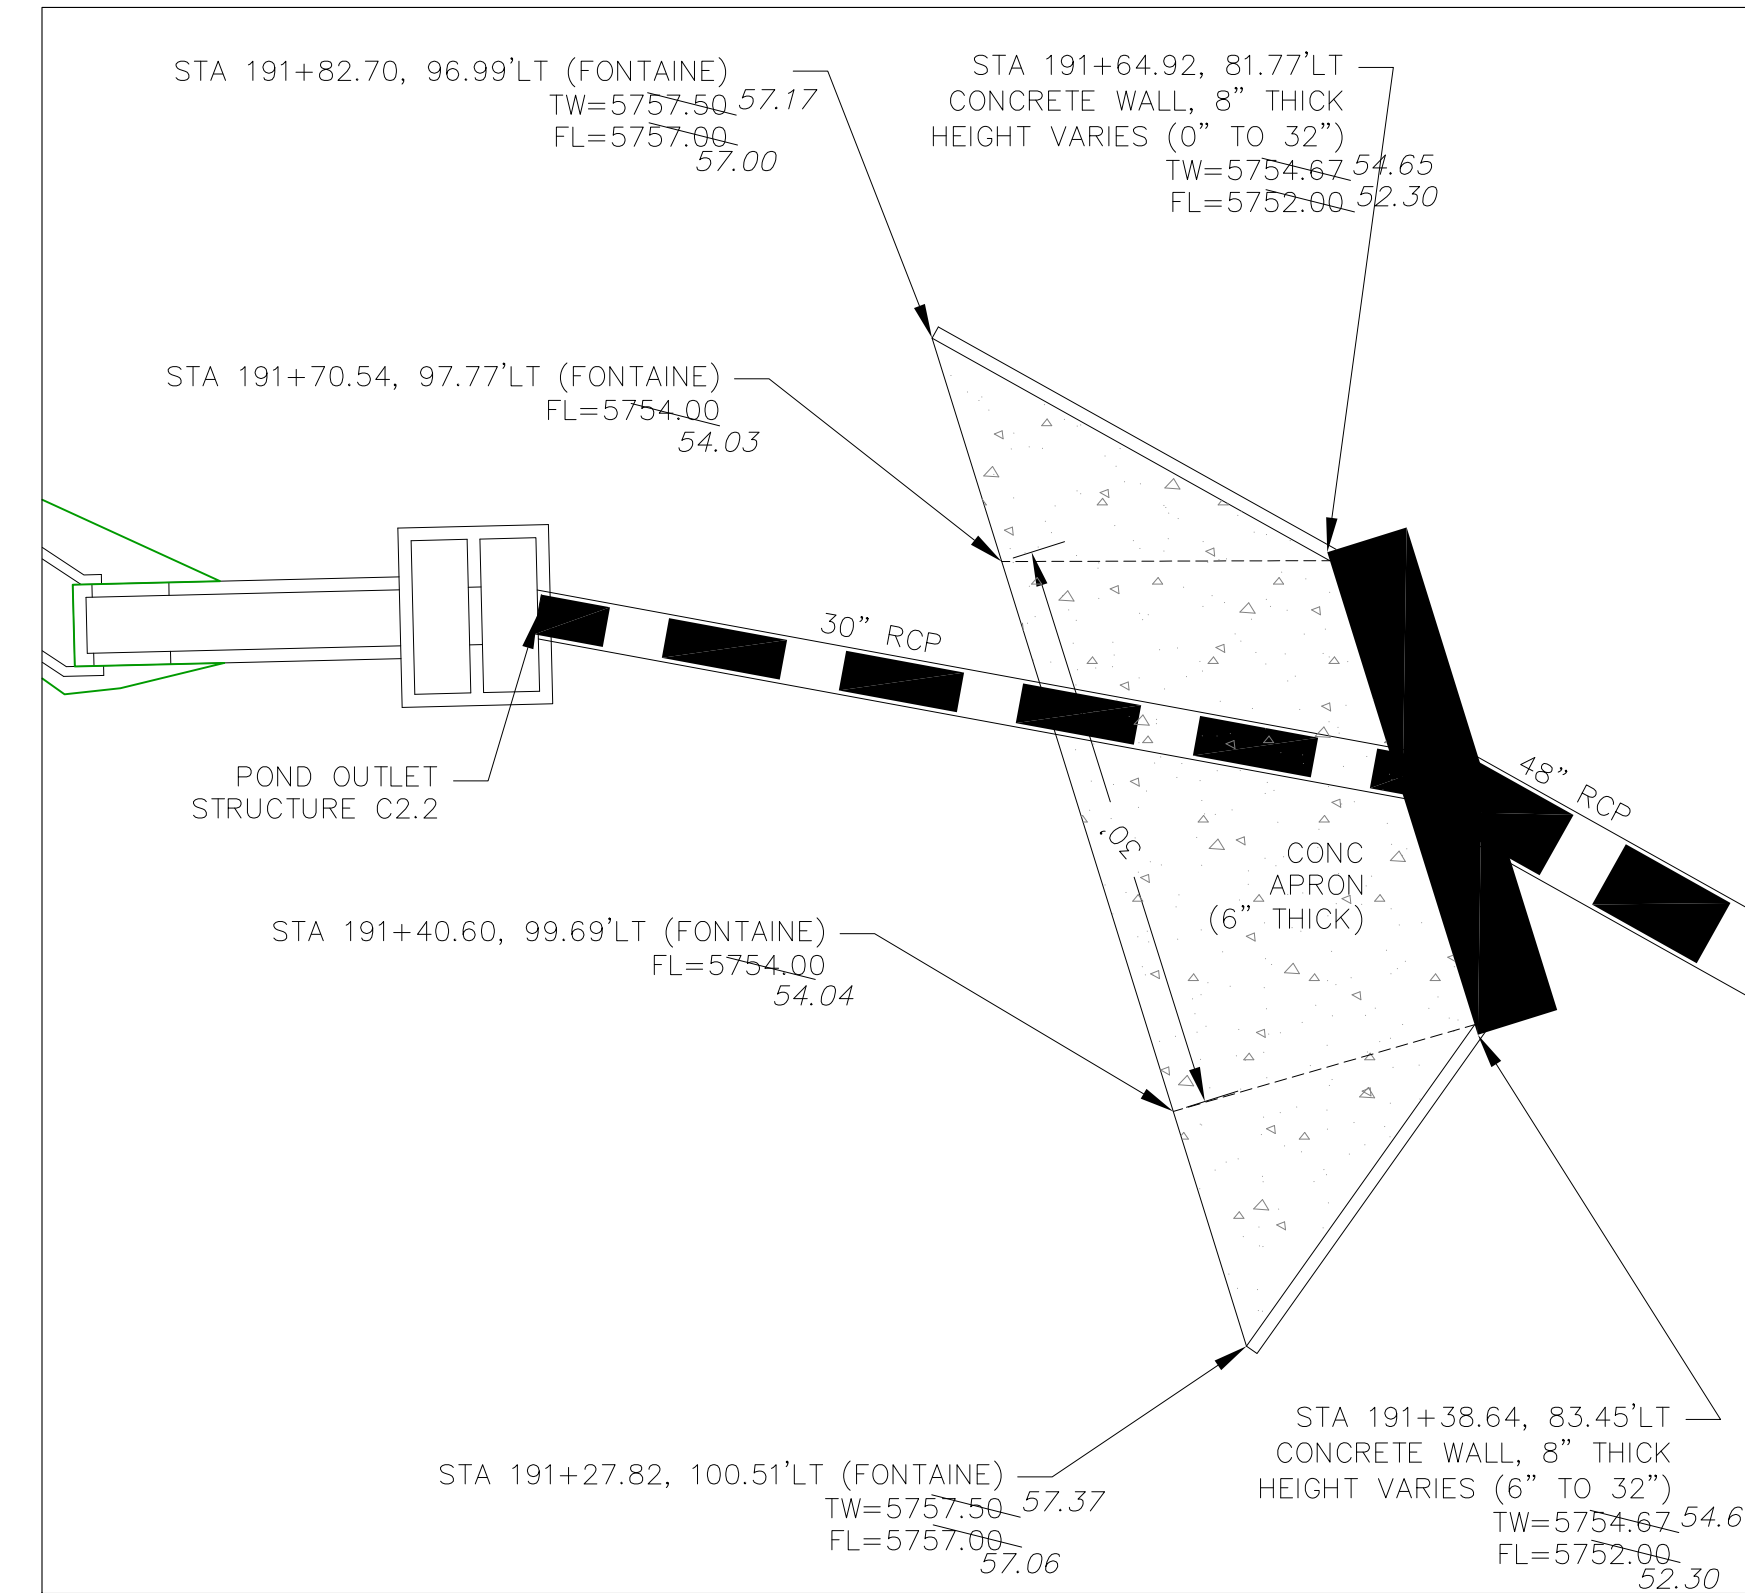 STA 191+82.70, 96.99'LT (FONTAINE)
TW=5757.50 57.17
FL=5757.00
57.00
STA 191+64.92, 81.77'LT
CONCRETE WALL, 8" THICK
HEIGHT VARIES (0" TO 32")
TW=5754.67 54.65
FL=5752.00 52.30
STA 191+70.54, 97.77'LT (FONTAINE)
FL=5754.00
54.03
30" RCP
POND OUTLET
STRUCTURE C2.2
48" RCP
30'
CONC
APRON
(6" THICK)
STA 191+40.60, 99.69'LT (FONTAINE)
FL=5754.00
54.04
STA 191+27.82, 100.51'LT (FONTAINE)
TW=5757.50 57.37
FL=5757.00
57.06
STA 191+38.64, 83.45'LT
CONCRETE WALL, 8" THICK
HEIGHT VARIES (6" TO 32")
TW=5754.67
FL=5752.00
52.30